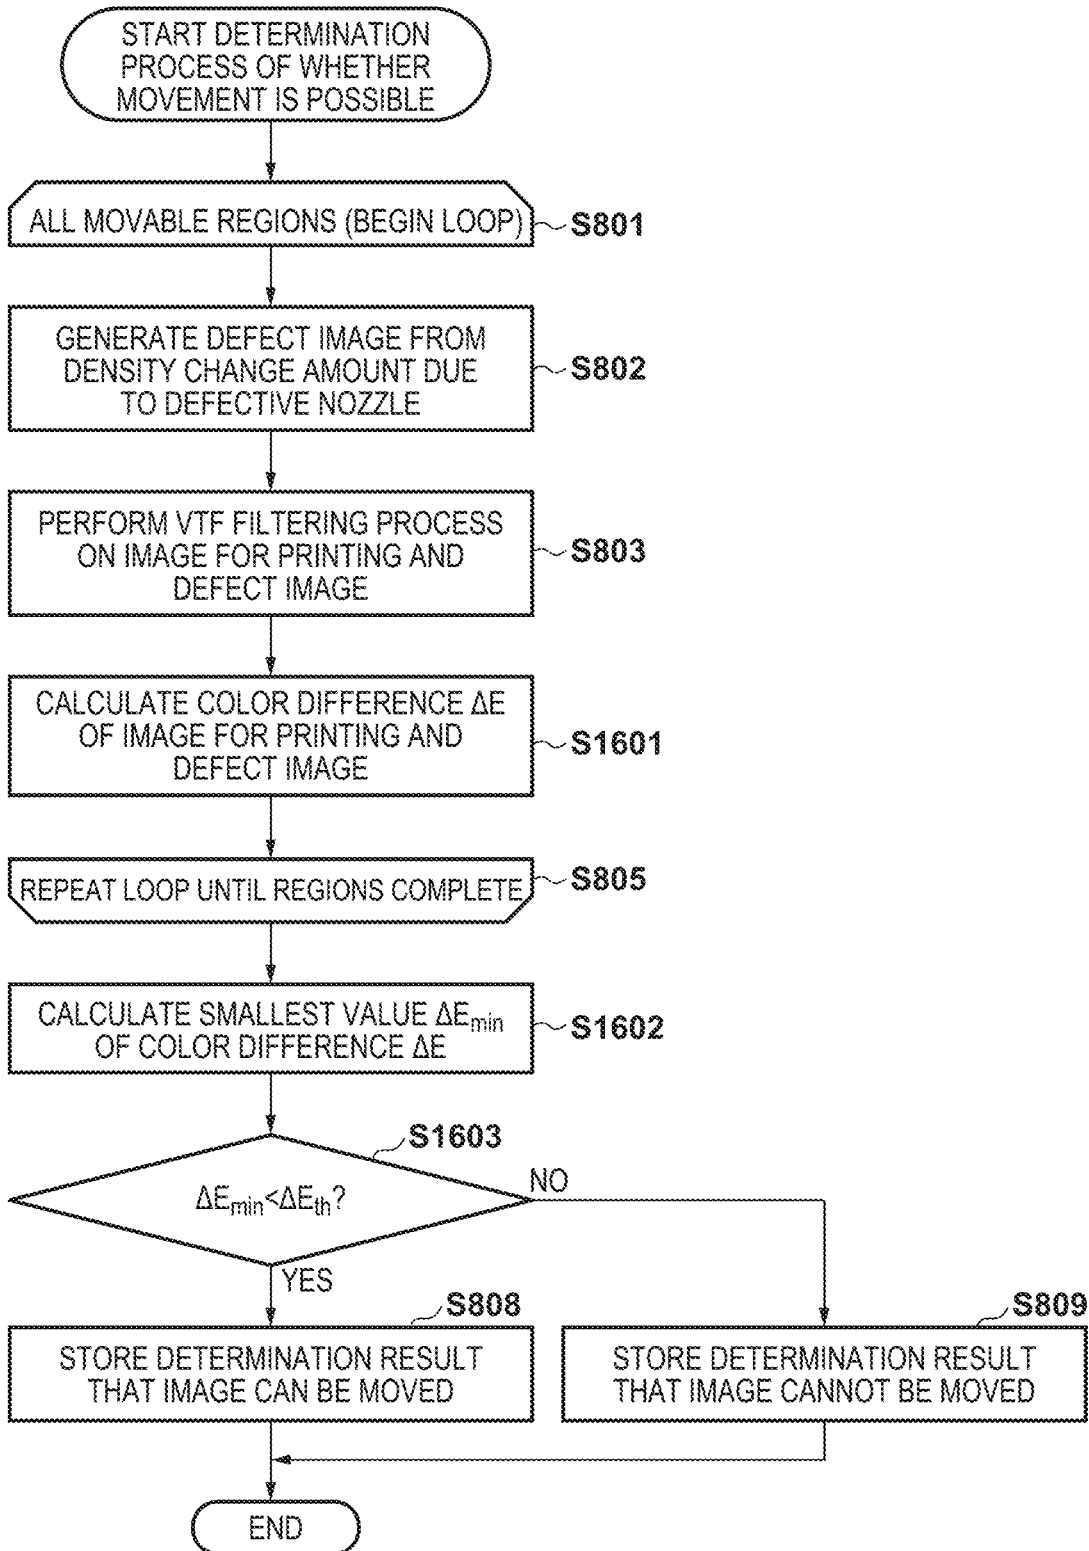 START DETERMINATION
PROCESS OF WHETHER
MOVEMENT IS POSSIBLE
ALL MOVABLE REGIONS (BEGIN LOOP)
S801
GENERATE DEFECT IMAGE FROM
DENSITY CHANGE AMOUNT DUE
TO DEFECTIVE NOZZLE
S802
PERFORM VTF FILTERING PROCESS
ON IMAGE FOR PRINTING AND
DEFECT IMAGE
S803
CALCULATE COLOR DIFFERENCE ΔE
OF IMAGE FOR PRINTING AND
DEFECT IMAGE
S1601
REPEAT LOOP UNTIL REGIONS COMPLETE
S805
CALCULATE SMALLEST VALUE ΔEmin
OF COLOR DIFFERENCE ΔE
S1602
S1603
ΔEmin<ΔEth?
NO
YES
S808
STORE DETERMINATION RESULT
THAT IMAGE CAN BE MOVED
S809
STORE DETERMINATION RESULT
THAT IMAGE CANNOT BE MOVED
END